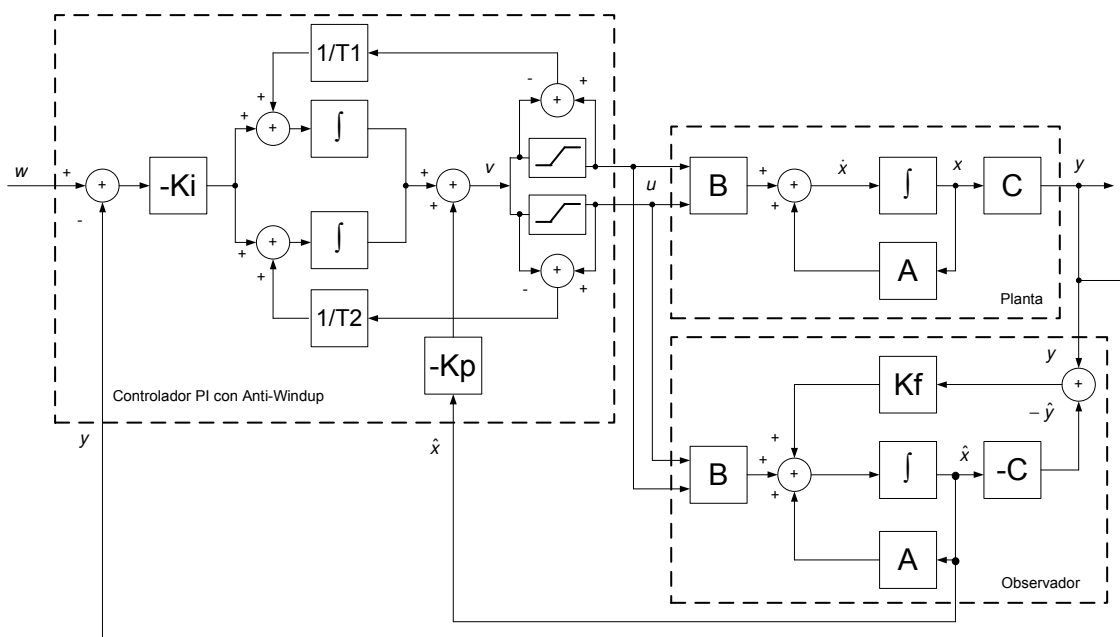 1/T1
- +
+
+
+ + ∫
w + + - -Ki
+ v
+ +
∫
+ +
+
- +
1/T2
-Kp
Controlador PI con Anti-Windup
y
x̂
u
B + + ẋ ∫ x C y
+
A
Planta
y
Kf +
− ŷ
+
B + + ∫ x̂ -C
+
A
Observador